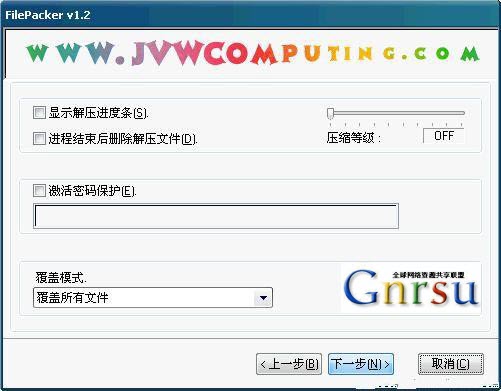 FilePacker v1.2
WWW.JVWCOMPUTING.COM
显示解压进度条(S).
进程结束后删除解压文件(D).
压缩等级 :
OFF
激活密码保护(E).
覆盖模式.
覆盖所有文件
全球网络资趣共享联盟
Gnrsu
<上一步(B)
下一步(N)>
取消(C)